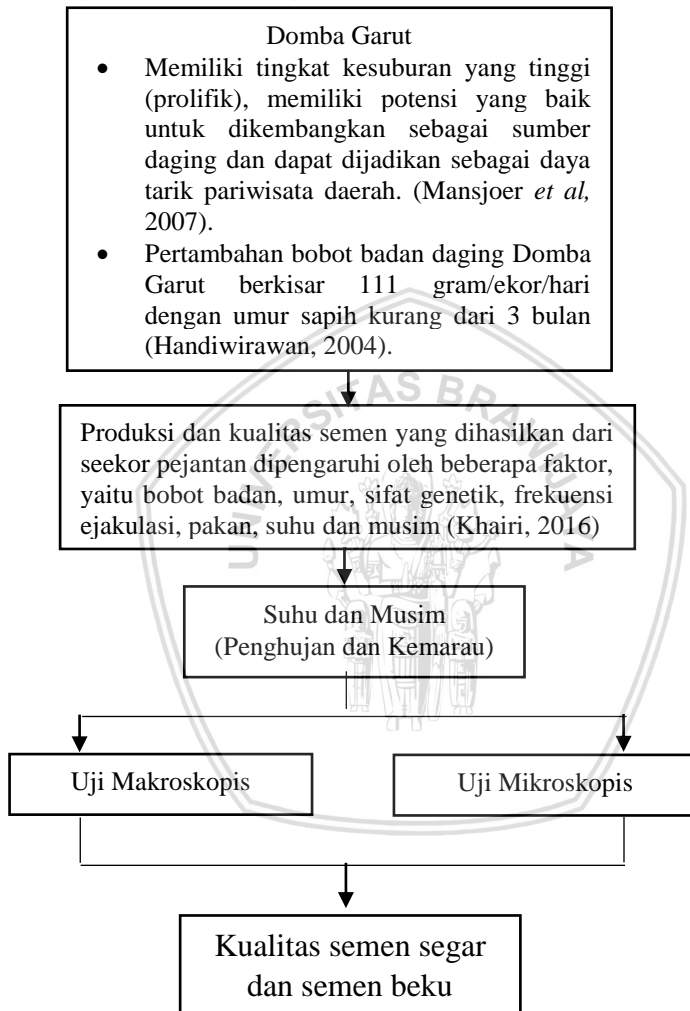 Domba Garut
• Memiliki tingkat kesuburan yang tinggi
(prolifik), memiliki potensi yang baik
untuk dikembangkan sebagai sumber
daging dan dapat dijadikan sebagai daya
tarik pariwisata daerah. (Mansjoer et al,
2007).
• Pertambahan bobot badan daging Domba
Garut berkisar 111 gram/ekor/hari
dengan umur sapih kurang dari 3 bulan
(Handiwirawan, 2004).
UNIVERSITAS BRAWIJAYA
Produksi dan kualitas semen yang dihasilkan dari
seekor pejantan dipengaruhi oleh beberapa faktor,
yaitu bobot badan, umur, sifat genetik, frekuensi
ejakulasi, pakan, suhu dan musim (Khairi, 2016)
Suhu dan Musim
(Penghujan dan Kemarau)
Uji Makroskopis
Uji Mikroskopis
Kualitas semen segar
dan semen beku